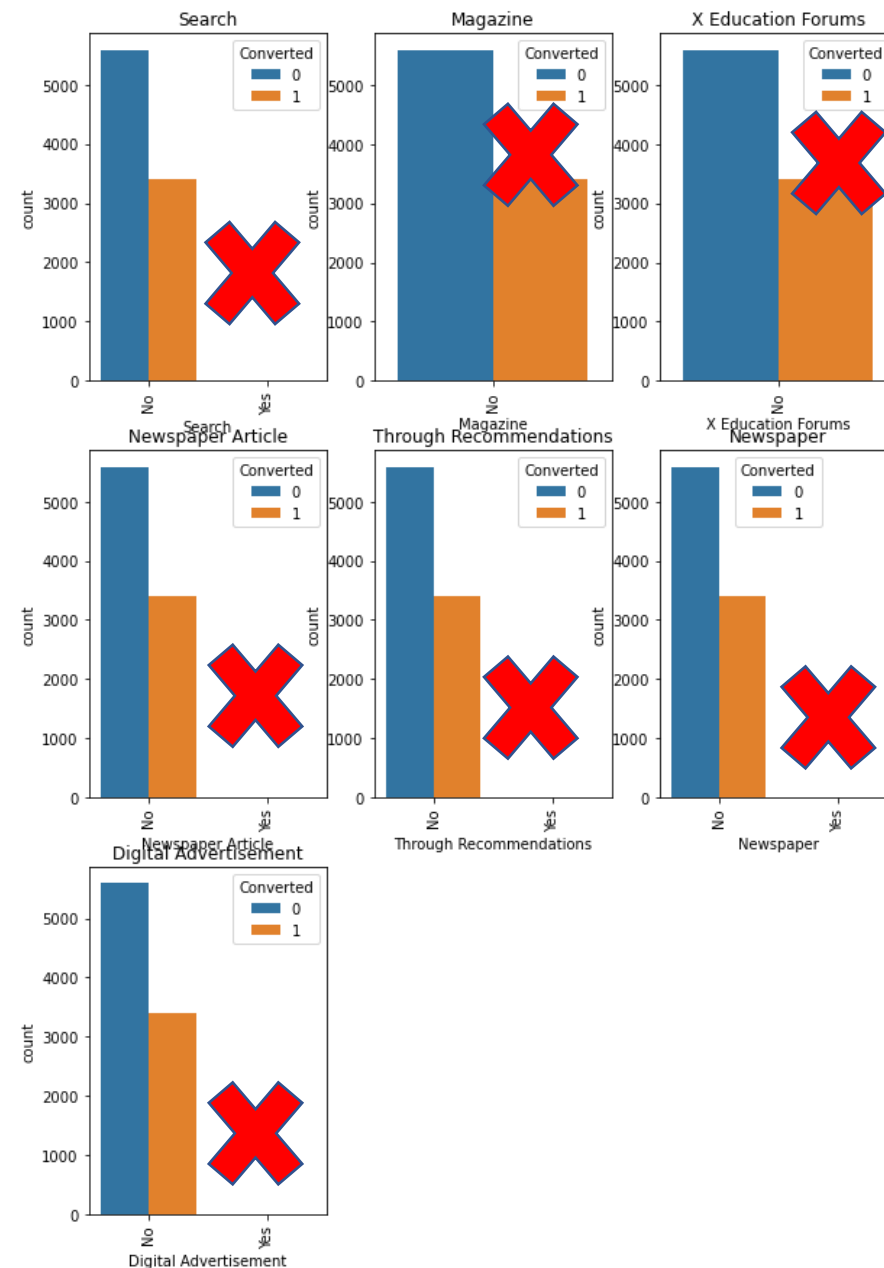 Search
Converted
0
1
5000
4000
3000
2000
1000
0
count
No
Yes
Search
Magazine
Converted
0
1
5000
4000
3000
2000
1000
0
count
No
Magazine
X Education Forums
Converted
0
1
5000
4000
3000
2000
1000
0
count
No
X Education Forums
Newspaper Article
Converted
0
1
5000
4000
3000
2000
1000
0
count
No
Yes
Newspaper Article
Through Recommendations
Converted
0
1
5000
4000
3000
2000
1000
0
count
No
Yes
Through Recommendations
Newspaper
Converted
0
1
5000
4000
3000
2000
1000
0
count
No
Yes
Newspaper
Digital Advertisement
Converted
0
1
5000
4000
3000
2000
1000
0
count
No
Yes
Digital Advertisement